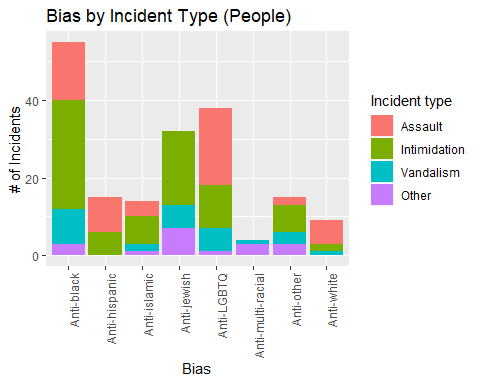 Bias by Incident Type (People)
# of Incidents
40
20
0
Anti-black
Anti-hispanic
Anti-islamic
Anti-jewish
Anti-LGBTQ
Anti-multi-racial
Anti-other
Anti-white
Bias
Incident type
Assault
Intimidation
Vandalism
Other